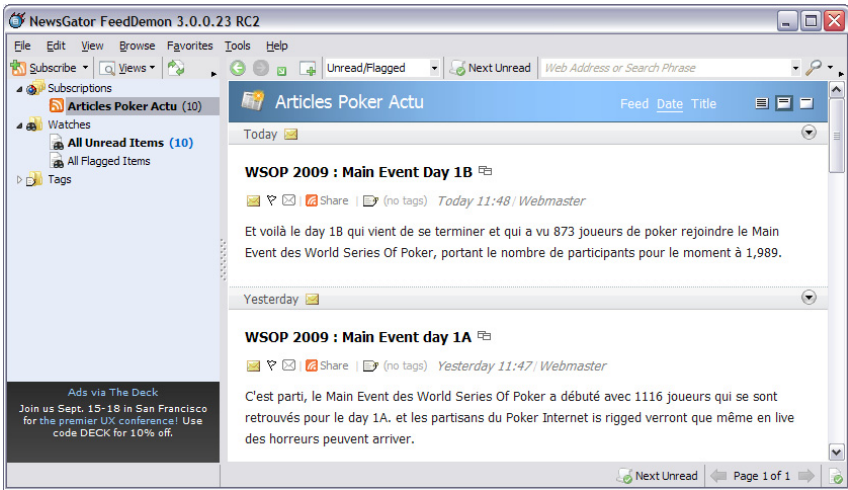 NewsGator FeedDemon 3.0.0.23 RC2
File Edit View Browse Favorites Tools Help
Subscribe Views Unread/Flagged Next Unread Web Address or Search Phrase
Subscriptions
Articles Poker Actu (10)
Watches
All Unread Items (10)
All Flagged Items
Tags
Ads via The Deck
Join us Sept. 15-18 in San Francisco
for the premier UX conference! Use
code DECK for 10% off.
Articles Poker Actu Feed Date Title
Today
WSOP 2009 : Main Event Day 1B
Share | (no tags) Today 11:48 / Webmaster
Et voilà le day 1B qui vient de se terminer et qui a vu 873 joueurs de poker rejoindre le Main
Event des World Series Of Poker, portant le nombre de participants pour le moment à 1,989.
Yesterday
WSOP 2009 : Main Event day 1A
Share | (no tags) Yesterday 11:47 / Webmaster
C'est parti, le Main Event des World Series Of Poker a débuté avec 1116 joueurs qui se sont
retrouvés pour le day 1A. et les partisans du Poker Internet is rigged verront que même en live
des horreurs peuvent arriver.
Next Unread Page 1 of 1